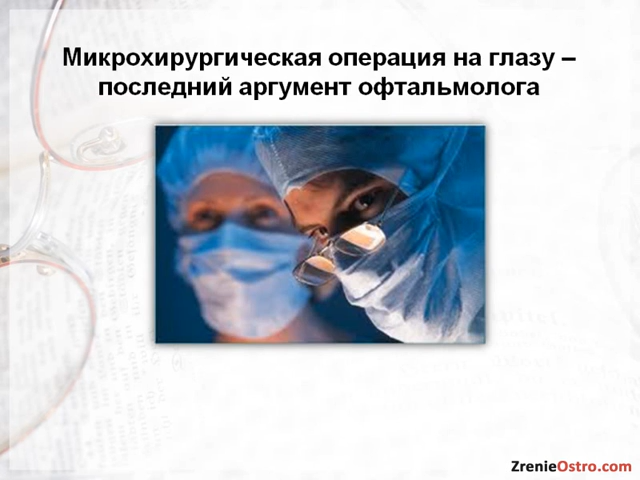 Микрохирургическая операция на глазу –
последний аргумент офтальмолога
ZrenieOstro.com